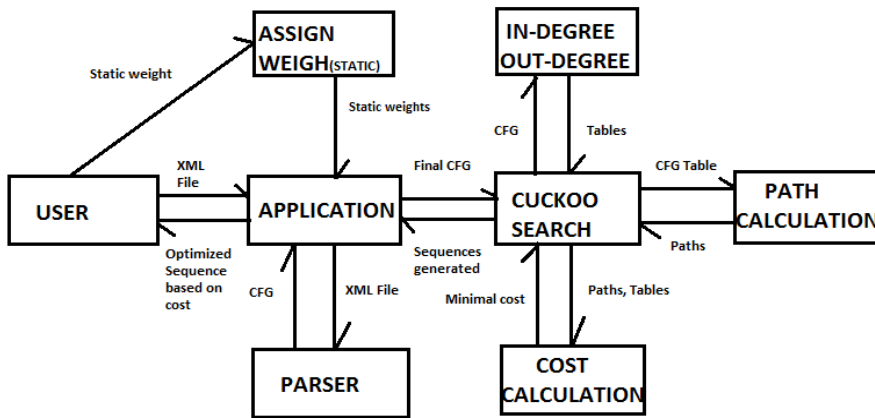 ASSIGN
WEIGH(STATIC)
IN-DEGREE
OUT-DEGREE
Static weight
Static weights
CFG
Tables
XML
File
Final CFG
CFG Table
USER
APPLICATION
CUCKOO
SEARCH
PATH
CALCULATION
Optimized
Sequence
based on
cost
Sequences
generated
Paths
CFG
XML File
Minimal cost
Paths, Tables
PARSER
COST
CALCULATION